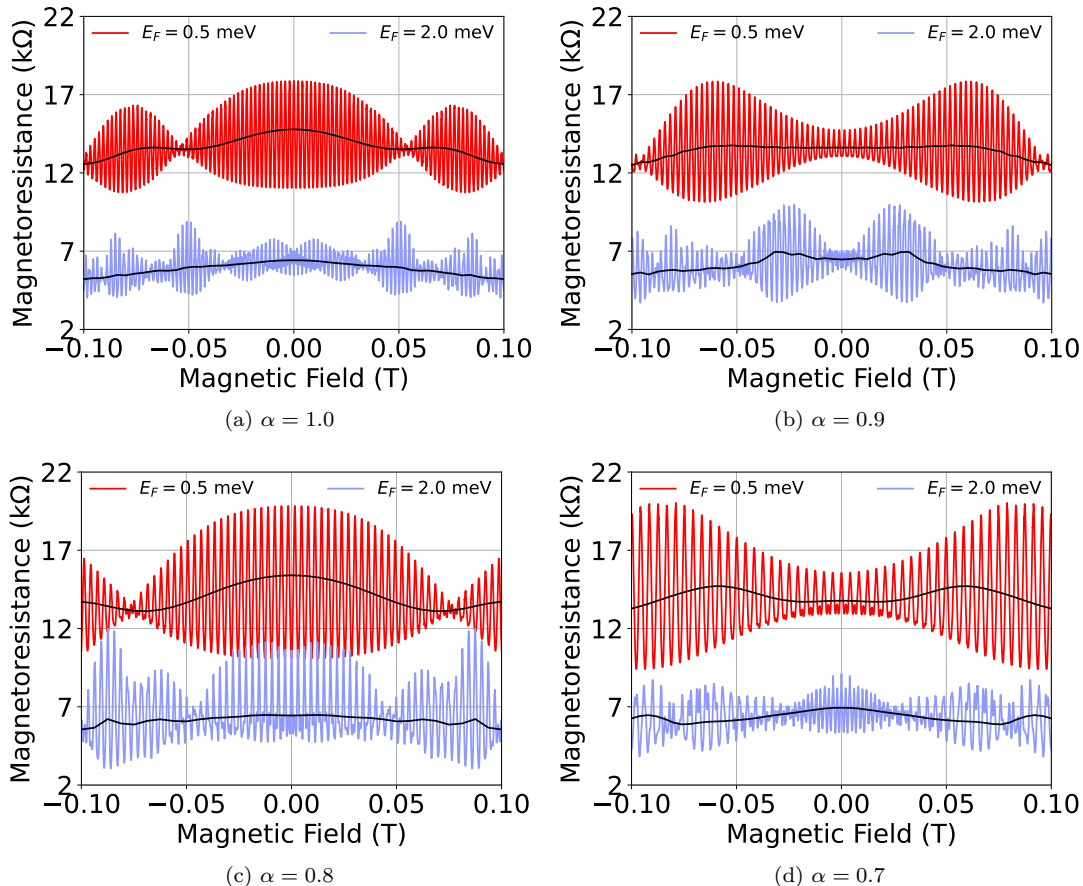 22
17
12
7
2
Magnetoresistance (kΩ)
E_F = 0.5 meV
E_F = 2.0 meV
−0.10 −0.05 0.00 0.05 0.10
Magnetic Field (T)
(a) α = 1.0
22
17
12
7
2
Magnetoresistance (kΩ)
E_F = 0.5 meV
E_F = 2.0 meV
−0.10 −0.05 0.00 0.05 0.10
Magnetic Field (T)
(b) α = 0.9
22
17
12
7
2
Magnetoresistance (kΩ)
E_F = 0.5 meV
E_F = 2.0 meV
−0.10 −0.05 0.00 0.05 0.10
Magnetic Field (T)
(c) α = 0.8
22
17
12
7
2
Magnetoresistance (kΩ)
E_F = 0.5 meV
E_F = 2.0 meV
−0.10 −0.05 0.00 0.05 0.10
Magnetic Field (T)
(d) α = 0.7